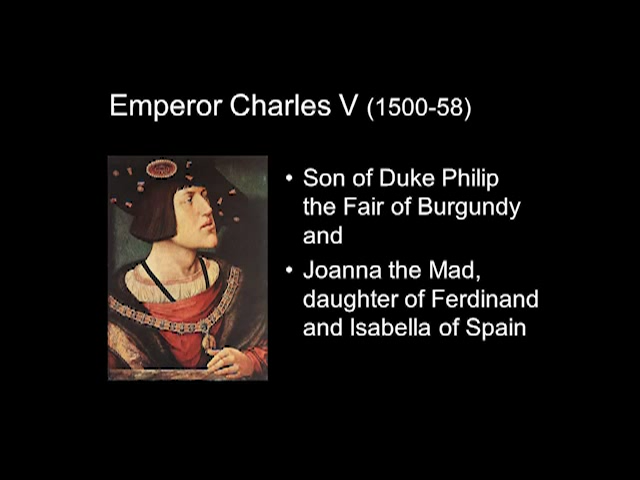 Emperor Charles V (1500-58)
• Son of Duke Philip
the Fair of Burgundy
and
• Joanna the Mad,
daughter of Ferdinand
and Isabella of Spain